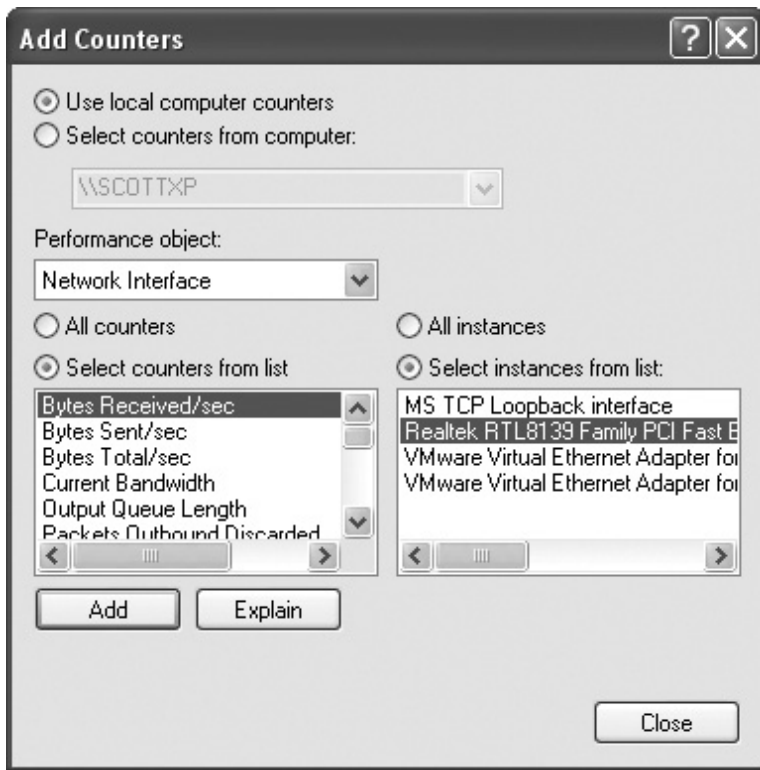 Add Counters
Use local computer counters
Select counters from computer:
\\SCOTTXP
Performance object:
Network Interface
All counters
All instances
Select counters from list
Select instances from list:
Bytes Received/sec
Bytes Sent/sec
Bytes Total/sec
Current Bandwidth
Output Queue Length
Packets Outbound Discarded
MS TCP Loopback interface
Realtek RTL8139 Family PCI Fast E
VMware Virtual Ethernet Adapter for
VMware Virtual Ethernet Adapter for
Add
Explain
Close